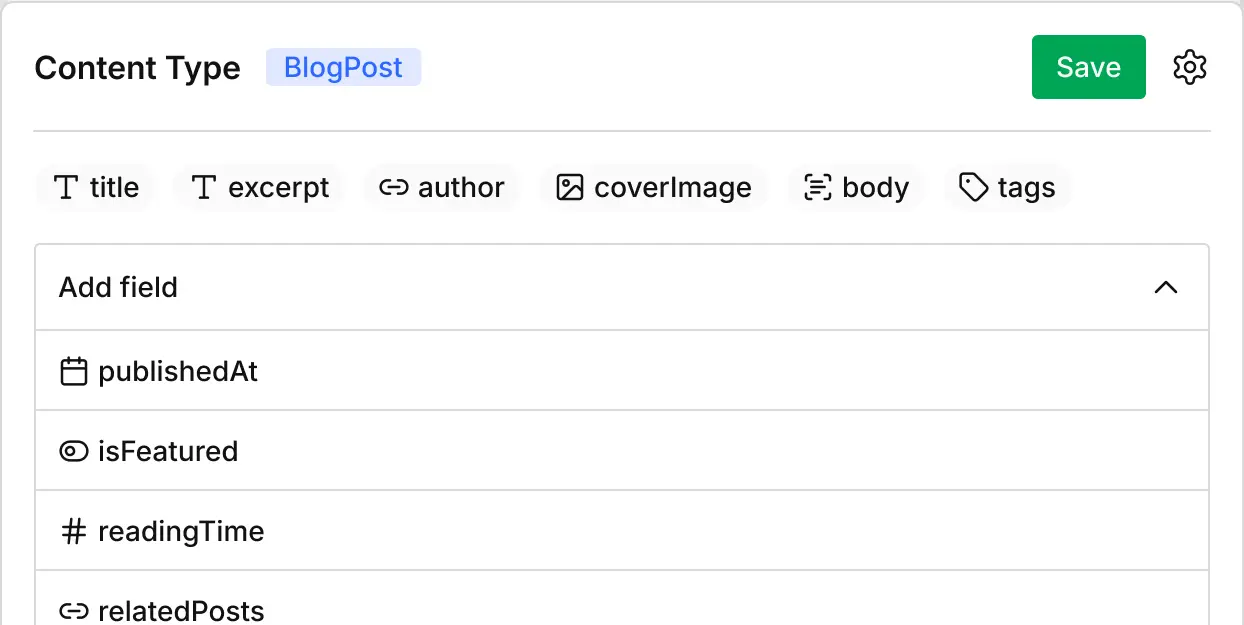 Content Type BlogPost Save
title excerpt author coverImage body tags
Add field
publishedAt
isFeatured
readingTime
relatedPosts